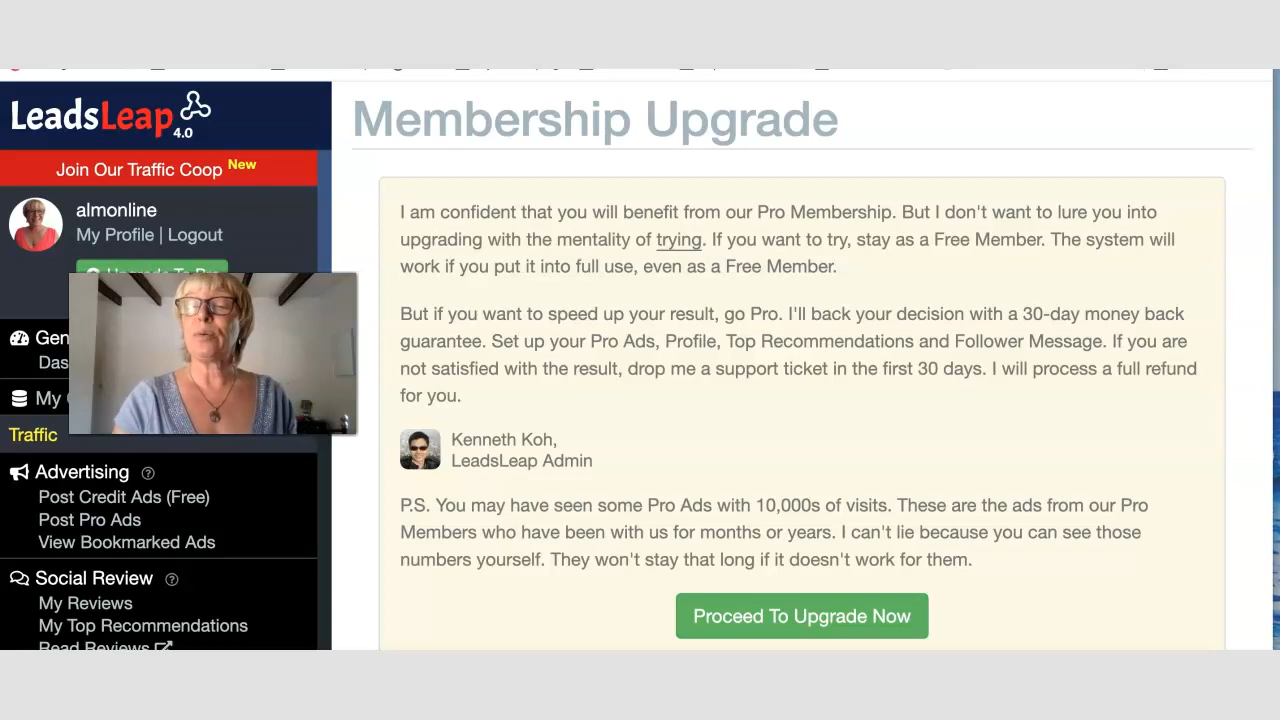 LeadsLeap 4.0
Join Our Traffic Coop New
almonline
My Profile | Logout
Upgrade To Pro
Gen
Das
My
Traffic
Advertising
Post Credit Ads (Free)
Post Pro Ads
View Bookmarked Ads
Social Review
My Reviews
My Top Recommendations
Read Reviews
Membership Upgrade
I am confident that you will benefit from our Pro Membership. But I don't want to lure you into
upgrading with the mentality of trying. If you want to try, stay as a Free Member. The system will
work if you put it into full use, even as a Free Member.
But if you want to speed up your result, go Pro. I'll back your decision with a 30-day money back
guarantee. Set up your Pro Ads, Profile, Top Recommendations and Follower Message. If you are
not satisfied with the result, drop me a support ticket in the first 30 days. I will process a full refund
for you.
Kenneth Koh,
LeadsLeap Admin
P.S. You may have seen some Pro Ads with 10,000s of visits. These are the ads from our Pro
Members who have been with us for months or years. I can't lie because you can see those
numbers yourself. They won't stay that long if it doesn't work for them.
Proceed To Upgrade Now